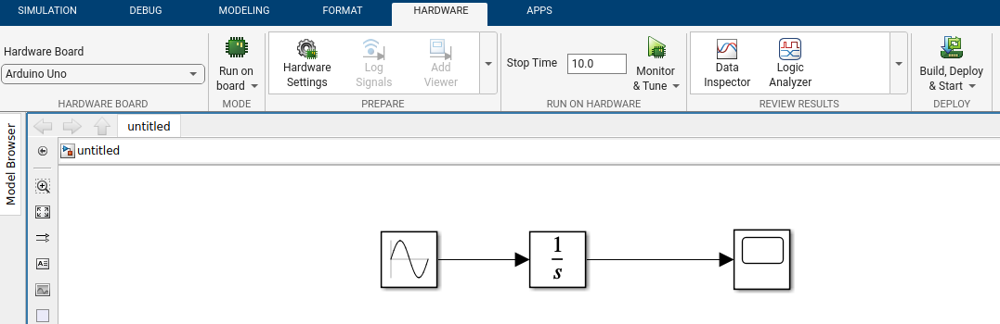 SIMULATION DEBUG MODELING FORMAT HARDWARE APPS
Hardware Board
Arduino Uno
HARDWARE BOARD
Run on
board
MODE
Hardware
Settings
Log
Signals
Add
Viewer
PREPARE
Stop Time 10.0
Monitor
& Tune
RUN ON HARDWARE
Data
Inspector
Logic
Analyzer
REVIEW RESULTS
Build, Deploy
& Start
DEPLOY
Model Browser
untitled
untitled
A
1
s